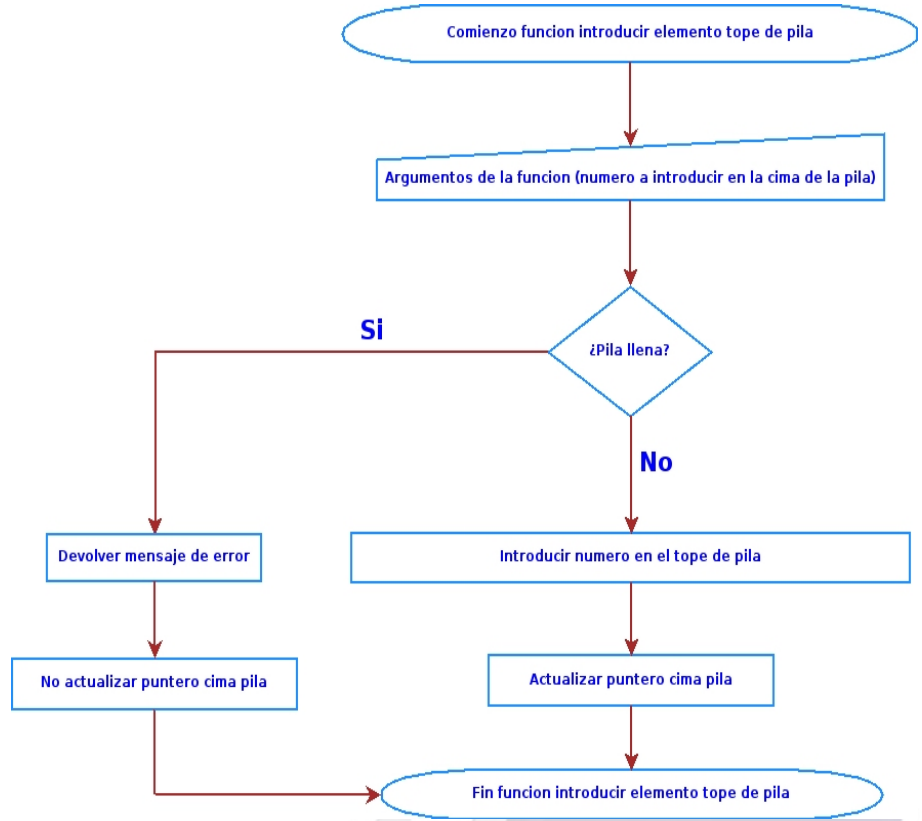 Comienzo funcion introducir elemento tope de pila
Argumentos de la funcion (numero a introducir en la cima de la pila)
Si
¿Pila llena?
No
Devolver mensaje de error
Introducir numero en el tope de pila
No actualizar puntero cima pila
Actualizar puntero cima pila
Fin funcion introducir elemento tope de pila